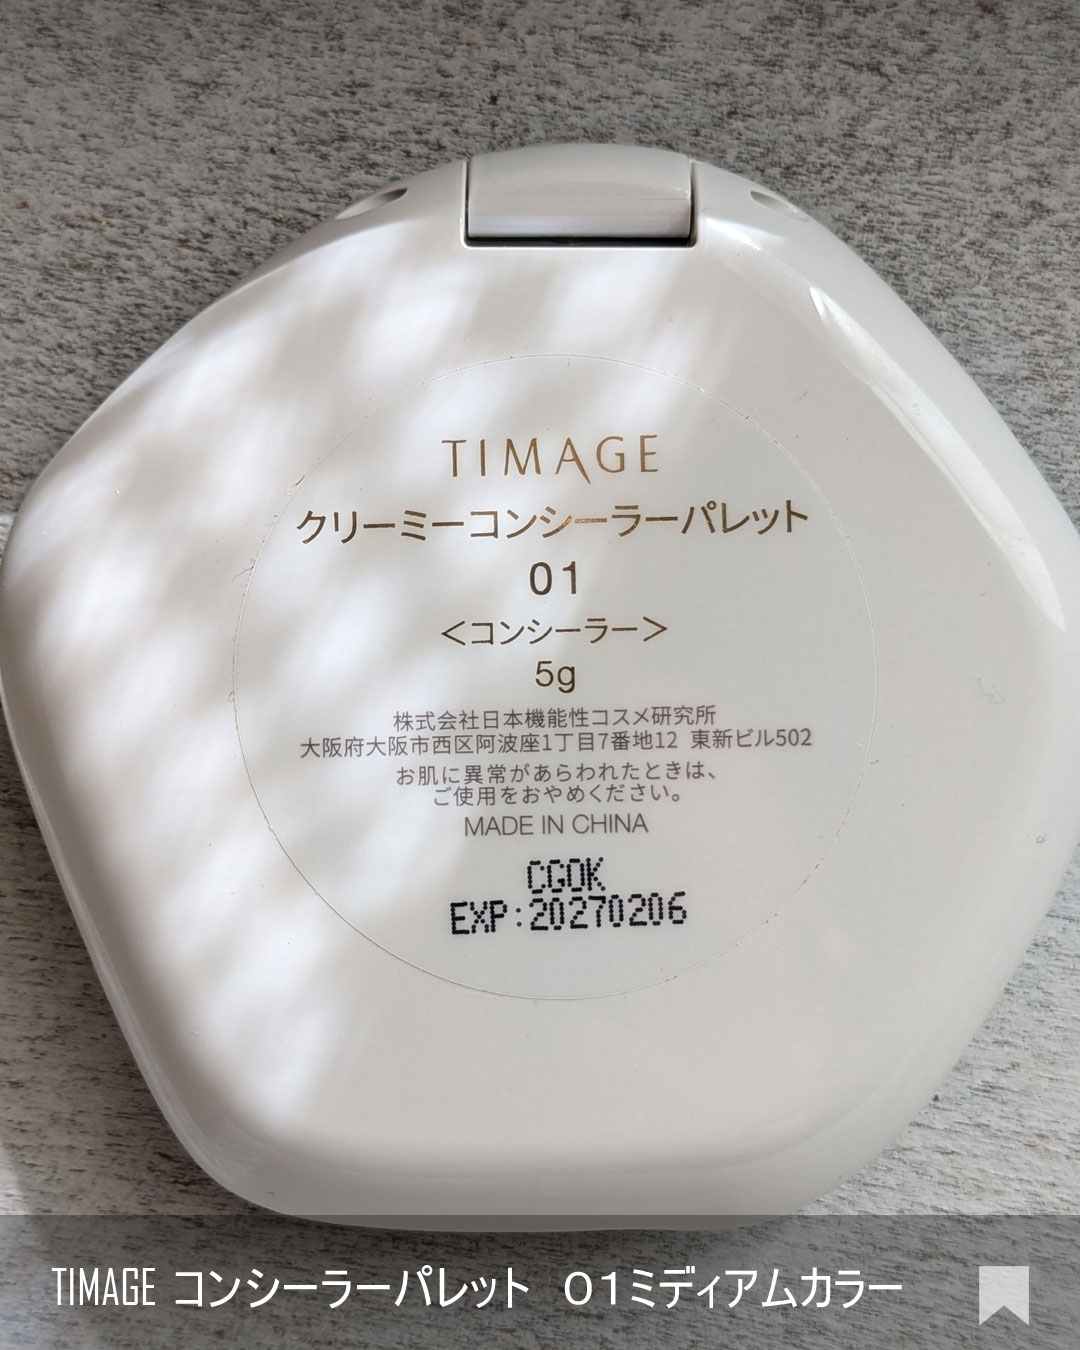 TIMAGE
クリーミーコンシーラーパレット
01
<コンシーラー>
5g
株式会社日本機能性コスメ研究所
大阪府大阪市西区阿波座1丁目7番地12 東新ビル502
お肌に異常があらわれたときは、
ご使用をおやめください。
MADE IN CHINA
CG0K
EXP:20270206
TIMAGE コンシーラーパレット　０１ミディアムカラー